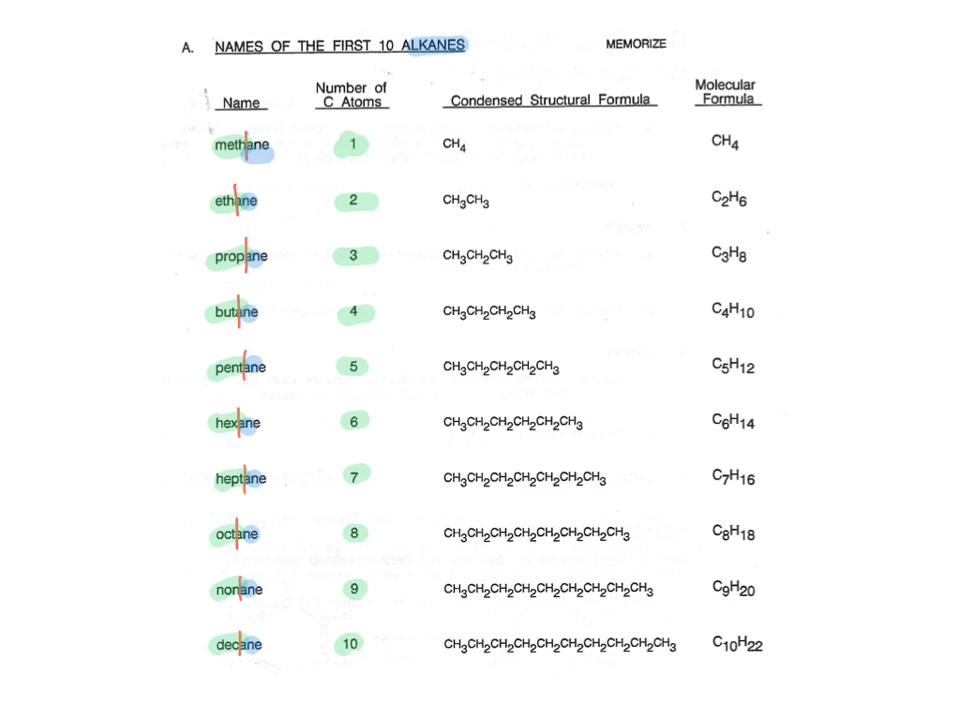 A. NAMES OF THE FIRST 10 ALKANES MEMORIZE
Name Number of C Atoms Condensed Structural Formula Molecular Formula
methane 1 CH₄ CH₄
ethane 2 CH₃CH₃ C₂H₆
propane 3 CH₃CH₂CH₃ C₃H₈
butane 4 CH₃CH₂CH₂CH₃ C₄H₁₀
pentane 5 CH₃CH₂CH₂CH₂CH₃ C₅H₁₂
hexane 6 CH₃CH₂CH₂CH₂CH₂CH₃ C₆H₁₄
heptane 7 CH₃CH₂CH₂CH₂CH₂CH₂CH₃ C₇H₁₆
octane 8 CH₃CH₂CH₂CH₂CH₂CH₂CH₂CH₃ C₈H₁₈
nonane 9 CH₃CH₂CH₂CH₂CH₂CH₂CH₂CH₂CH₃ C₉H₂₀
decane 10 CH₃CH₂CH₂CH₂CH₂CH₂CH₂CH₂CH₂CH₃ C₁₀H₂₂